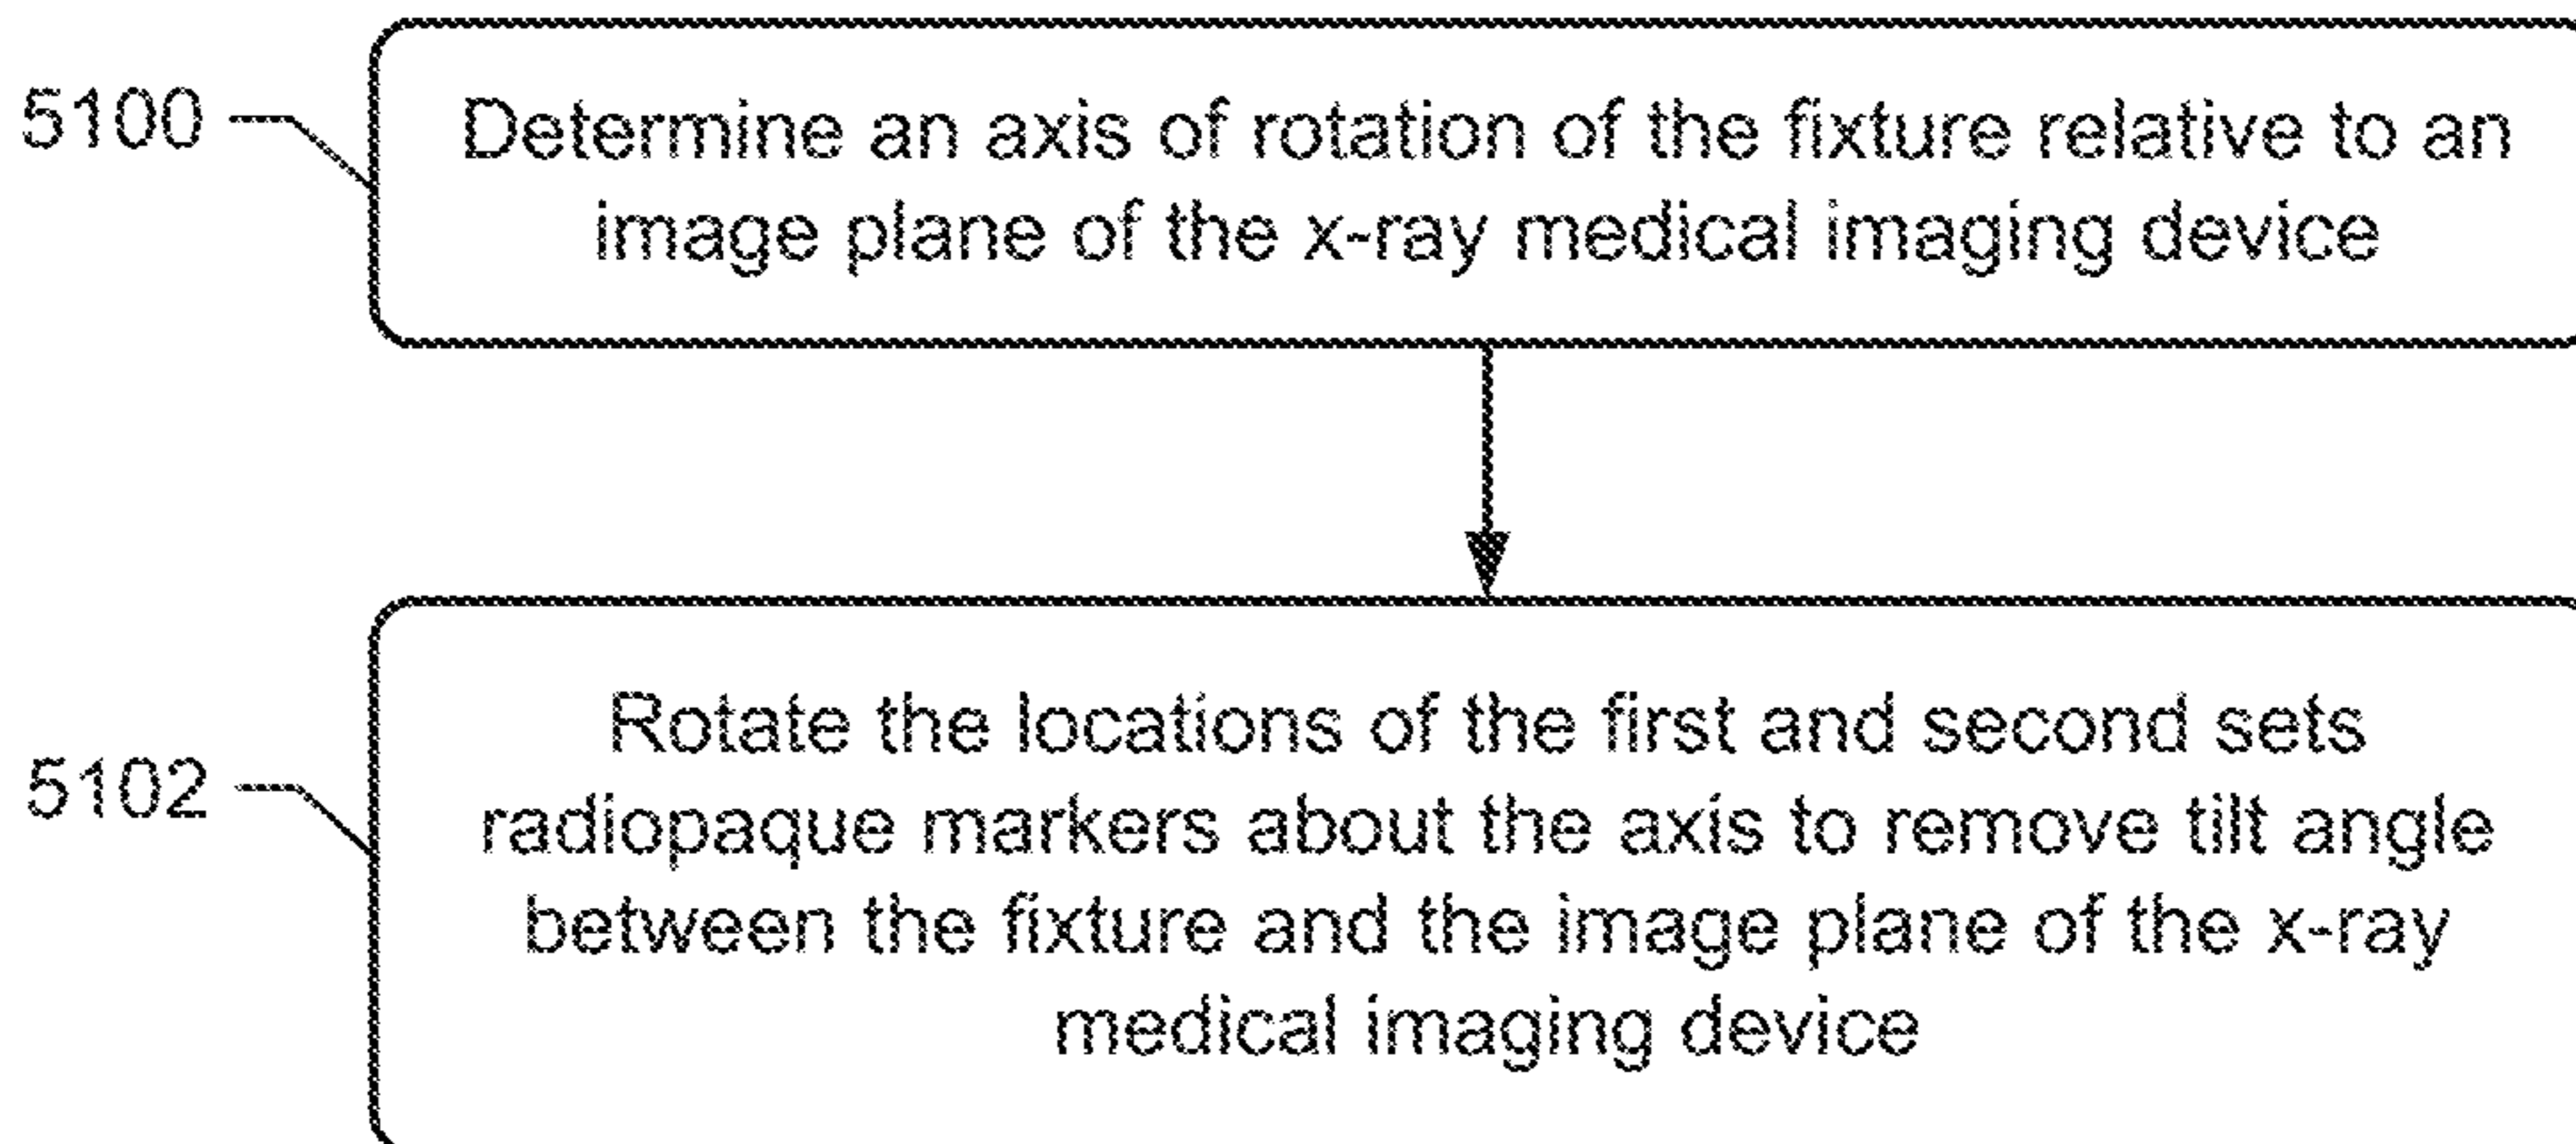 5100
Determine an axis of rotation of the fixture relative to an
image plane of the x-ray medical imaging device
Rotate the locations of the first and second sets
5102
radiopaque markers about the axis to remove tilt angle
between the fixture and the image plane of the x-ray
medical imaging device